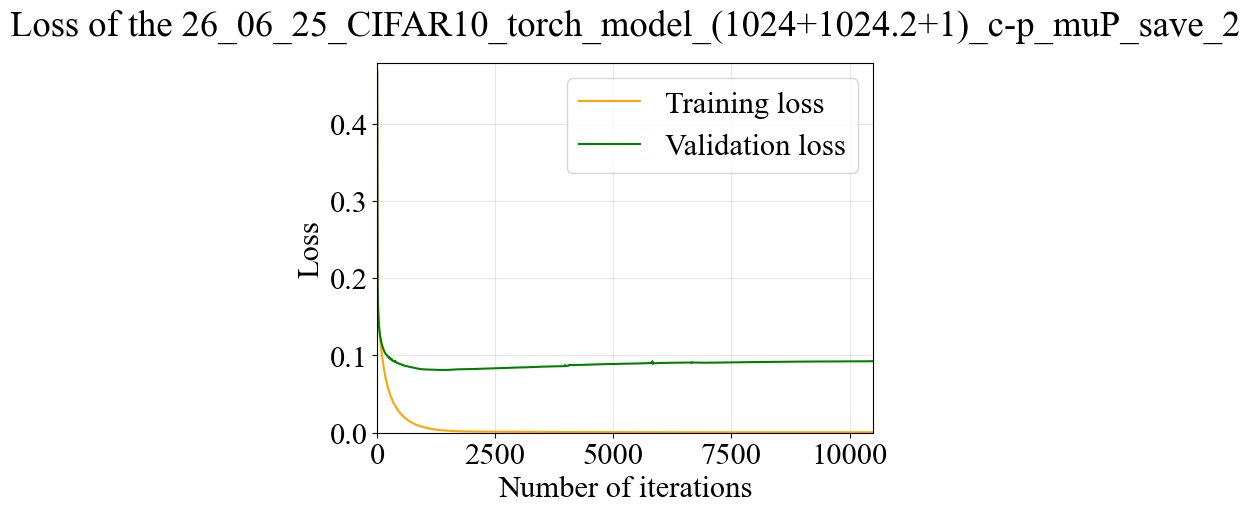 Loss of the 26_06_25_CIFAR10_torch_model_(1024+1024.2+1)_c-p_muP_save_2
Training loss
Validation loss
Loss
0.4
0.3
0.2
0.1
0.0
0 2500 5000 7500 10000
Number of iterations